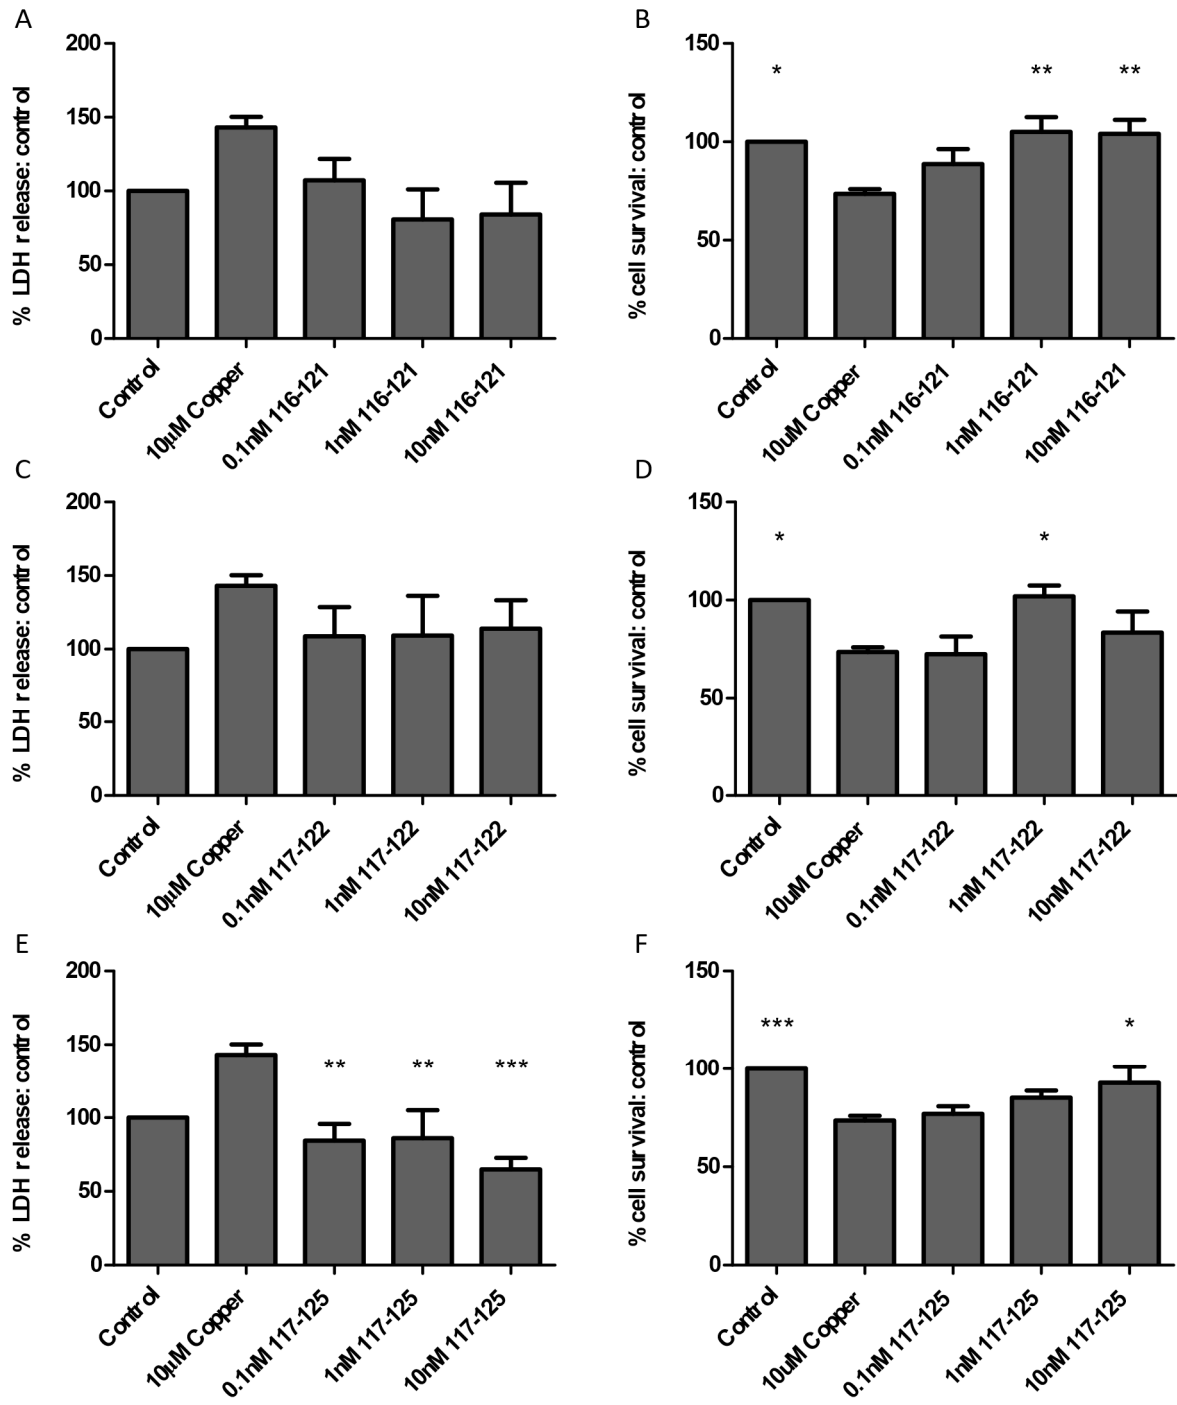 A
% LDH release: control
200
150
100
50
0
Control
10µM Copper
0.1nM 116-121
1nM 116-121
10nM 116-121
B
% cell survival: control
150
100
50
0
*
**
**
Control
10uM Copper
0.1nM 116-121
1nM 116-121
10nM 116-121
C
% LDH release: control
200
150
100
50
0
Control
10µM Copper
0.1nM 117-122
1nM 117-122
10nM 117-122
D
% cell survival: control
150
100
50
0
*
*
Control
10uM Copper
0.1nM 117-122
1nM 117-122
10nM 117-122
E
% LDH release: control
200
150
100
50
0
**
**
***
Control
10µM Copper
0.1nM 117-125
1nM 117-125
10nM 117-125
F
% cell survival: control
150
100
50
0
***
*
Control
10uM Copper
0.1nM 117-125
1nM 117-125
10nM 117-125